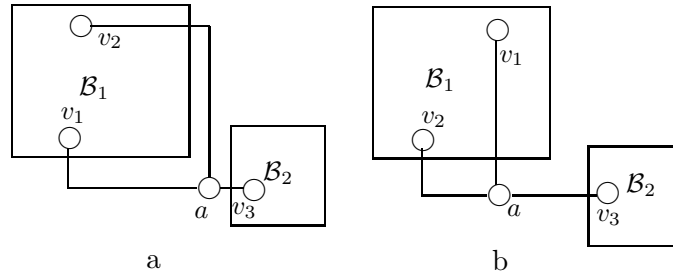 v₂
ℬ₁
v₁
ℬ₂
a
v₃
a
v₁
ℬ₁
v₂
ℬ₂
a
v₃
b